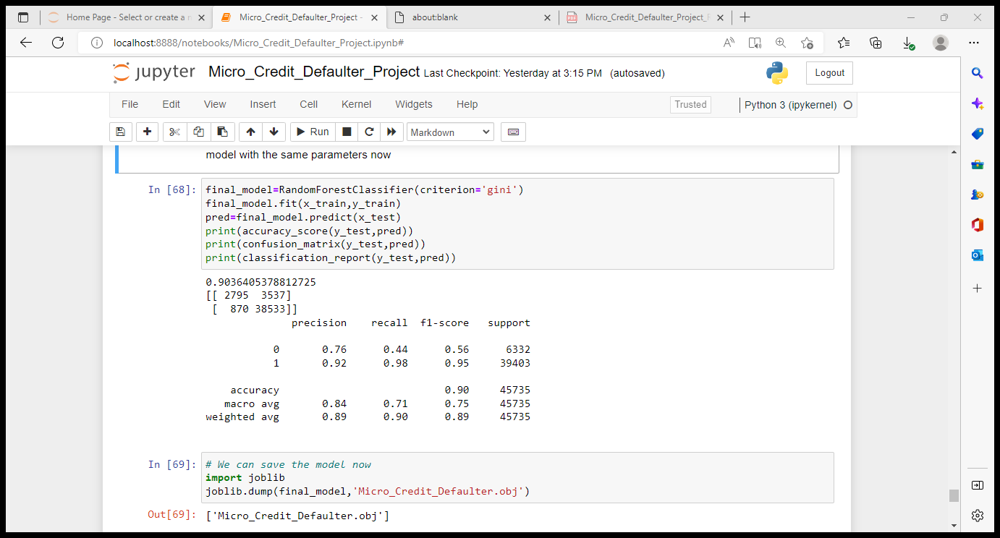 Home Page - Select or create a n
Micro_Credit_Defaulter_Project -
about:blank
Micro_Credit_Defaulter_Project_F
localhost:8888/notebooks/Micro_Credit_Defaulter_Project.ipynb#
jupyter Micro_Credit_Defaulter_Project Last Checkpoint: Yesterday at 3:15 PM (autosaved)
Logout
File Edit View Insert Cell Kernel Widgets Help
Trusted
Python 3 (ipykernel)
Run
Markdown
model with the same parameters now
In [68]: final_model=RandomForestClassifier(criterion='gini')
final_model.fit(x_train,y_train)
pred=final_model.predict(x_test)
print(accuracy_score(y_test,pred))
print(confusion_matrix(y_test,pred))
print(classification_report(y_test,pred))
0.9036405378812725
[[ 2795  3537]
 [  870 38533]]
precision recall f1-score support
0 0.76 0.44 0.56 6332
1 0.92 0.98 0.95 39403
accuracy 0.90 45735
macro avg 0.84 0.71 0.75 45735
weighted avg 0.89 0.90 0.89 45735
In [69]: # We can save the model now
import joblib
joblib.dump(final_model,'Micro_Credit_Defaulter.obj')
Out[69]: ['Micro_Credit_Defaulter.obj']